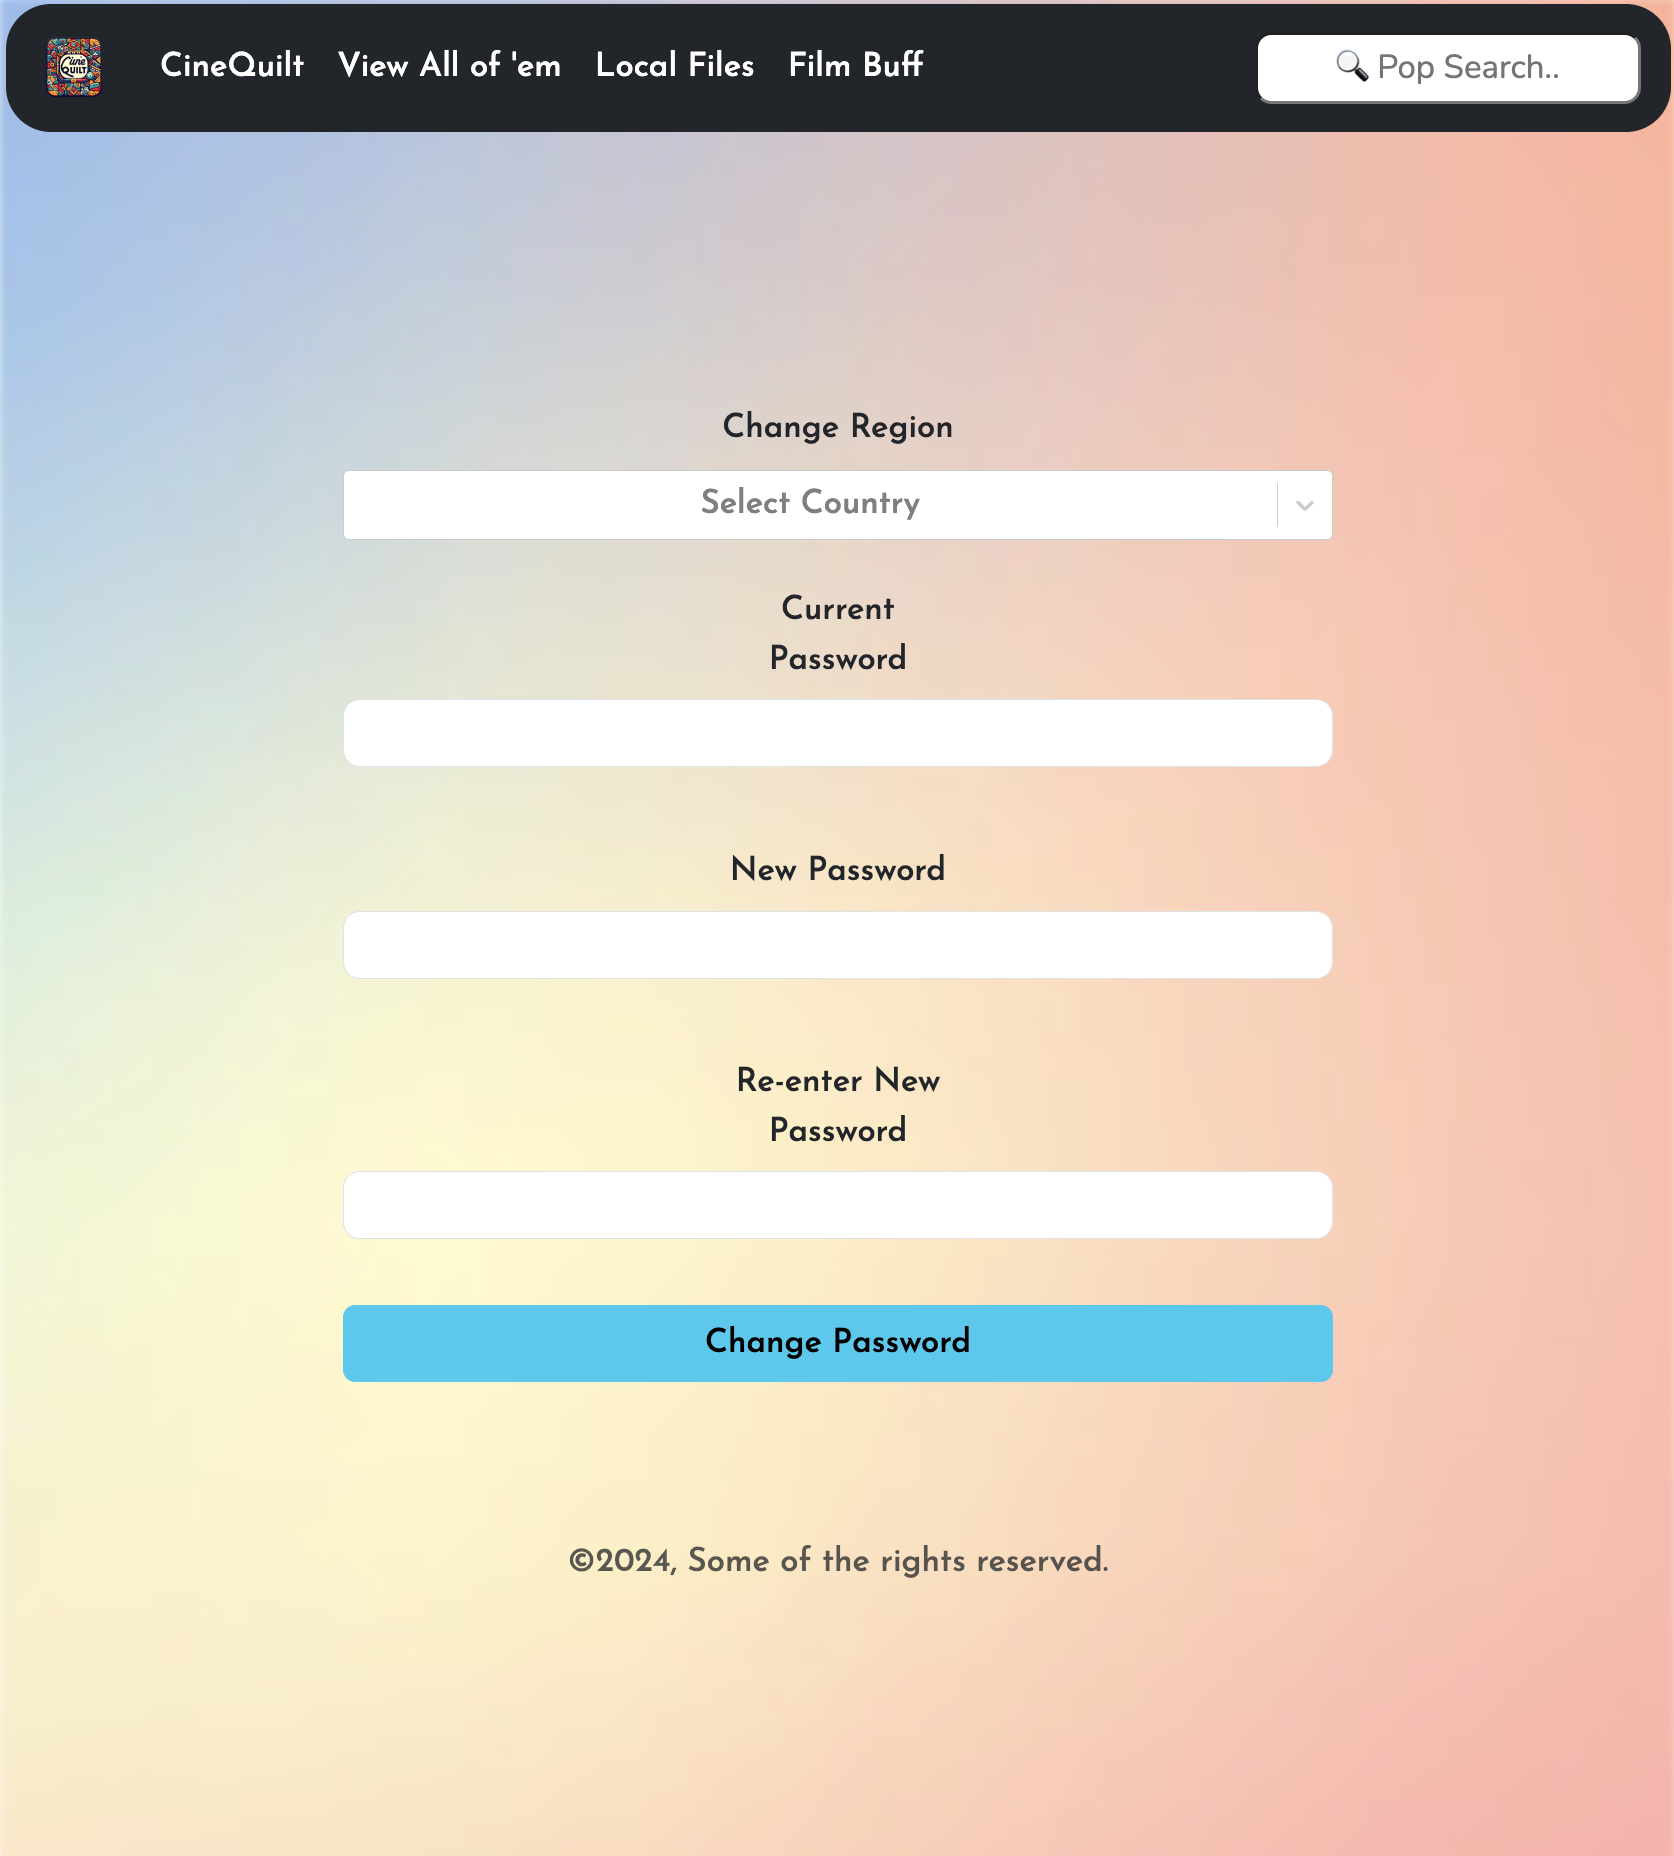 Cine
QUILT
CineQuilt View All of 'em Local Files Film Buff 🔍 Pop Search..
Change Region
Select Country
Current
Password
New Password
Re-enter New
Password
Change Password
©2024, Some of the rights reserved.